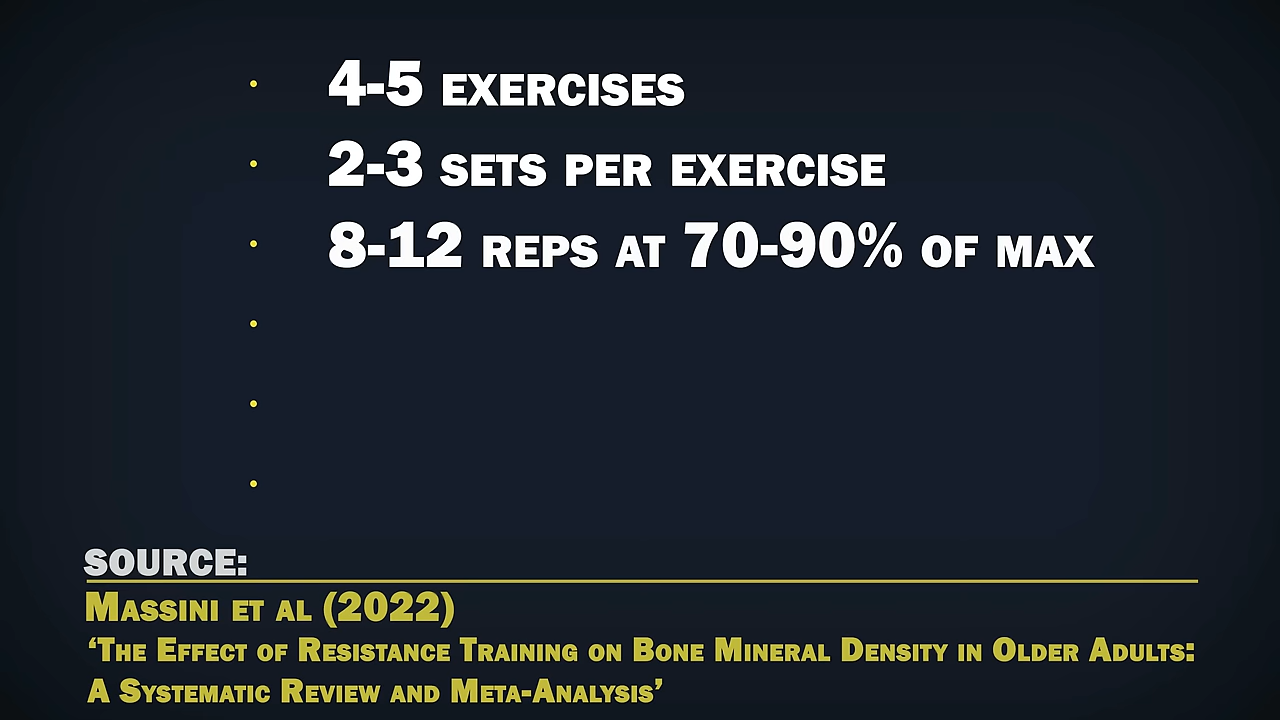 • 4-5 EXERCISES
• 2-3 SETS PER EXERCISE
• 8-12 REPS AT 70-90% OF MAX
•
•
•
SOURCE:
MASSINI ET AL (2022)
‘THE EFFECT OF RESISTANCE TRAINING ON BONE MINERAL DENSITY IN OLDER ADULTS:
A SYSTEMATIC REVIEW AND META-ANALYSIS’